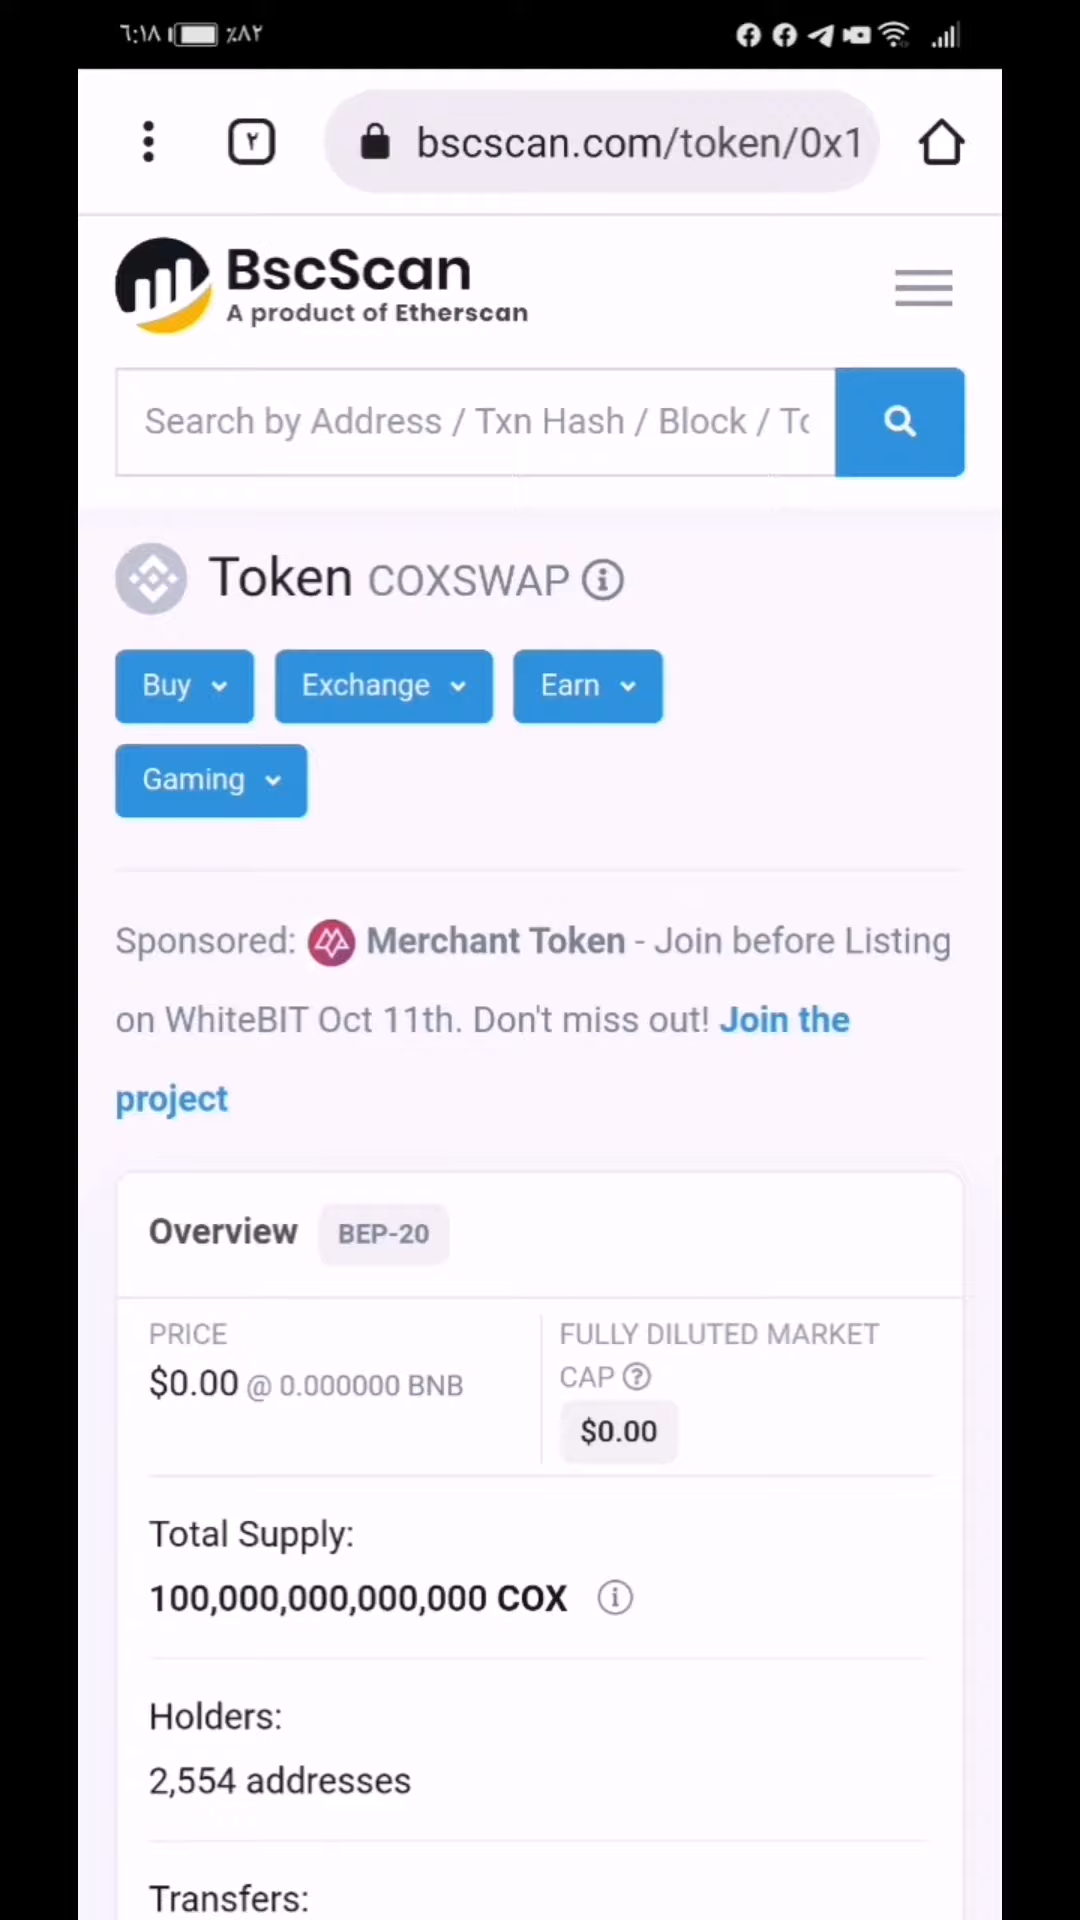 ٦:١٨ ٪٨٢
٢ bscscan.com/token/0x1
BscScan
A product of Etherscan
Search by Address / Txn Hash / Block / To
Token COXSWAP
Buy Exchange Earn
Gaming
Sponsored: Merchant Token - Join before Listing
on WhiteBIT Oct 11th. Don't miss out! Join the
project
Overview BEP-20
PRICE
$0.00 @ 0.000000 BNB
FULLY DILUTED MARKET
CAP
$0.00
Total Supply:
100,000,000,000,000 COX
Holders:
2,554 addresses
Transfers: